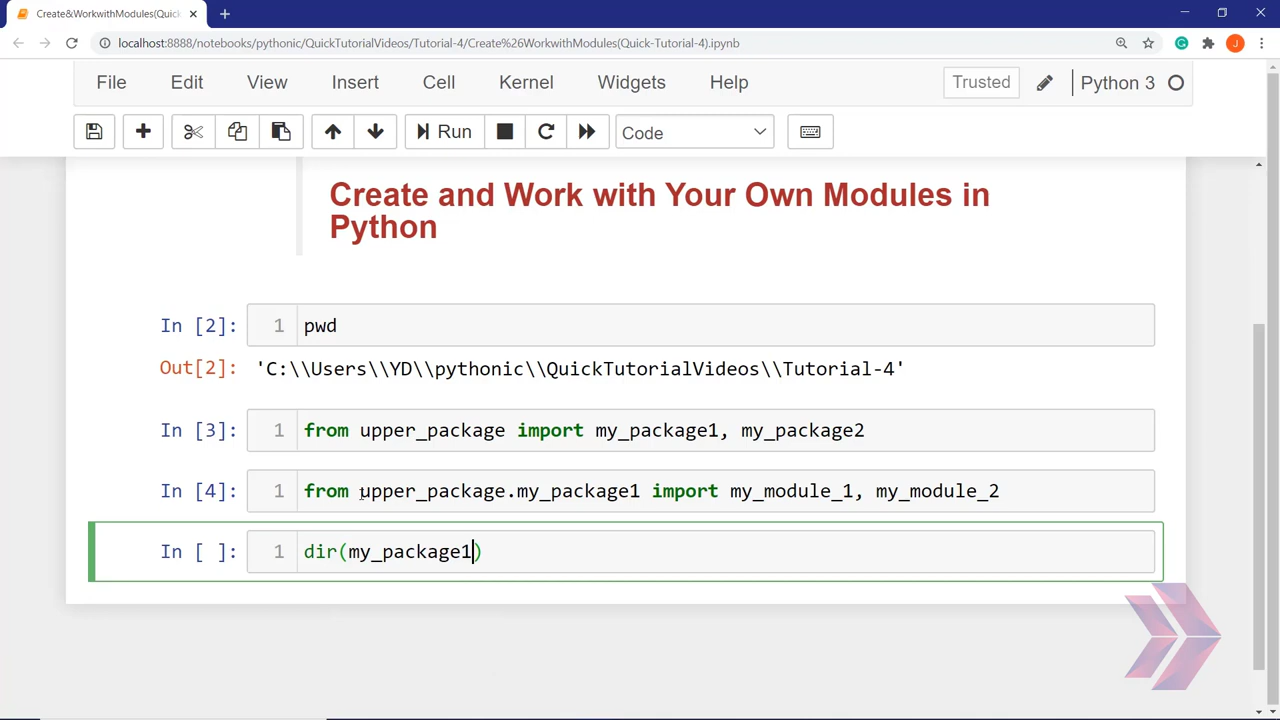 Create&WorkwithModules(Quick
localhost:8888/notebooks/pythonic/QuickTutorialVideos/Tutorial-4/Create%26WorkwithModules(Quick-Tutorial-4).ipynb
J
File Edit View Insert Cell Kernel Widgets Help Trusted Python 3
Run Code
Create and Work with Your Own Modules in
Python
In [2]: 1 pwd
Out[2]: 'C:\\Users\\YD\\pythonic\\QuickTutorialVideos\\Tutorial-4'
In [3]: 1 from upper_package import my_package1, my_package2
In [4]: 1 from upper_package.my_package1 import my_module_1, my_module_2
In [ ]: 1 dir(my_package1)